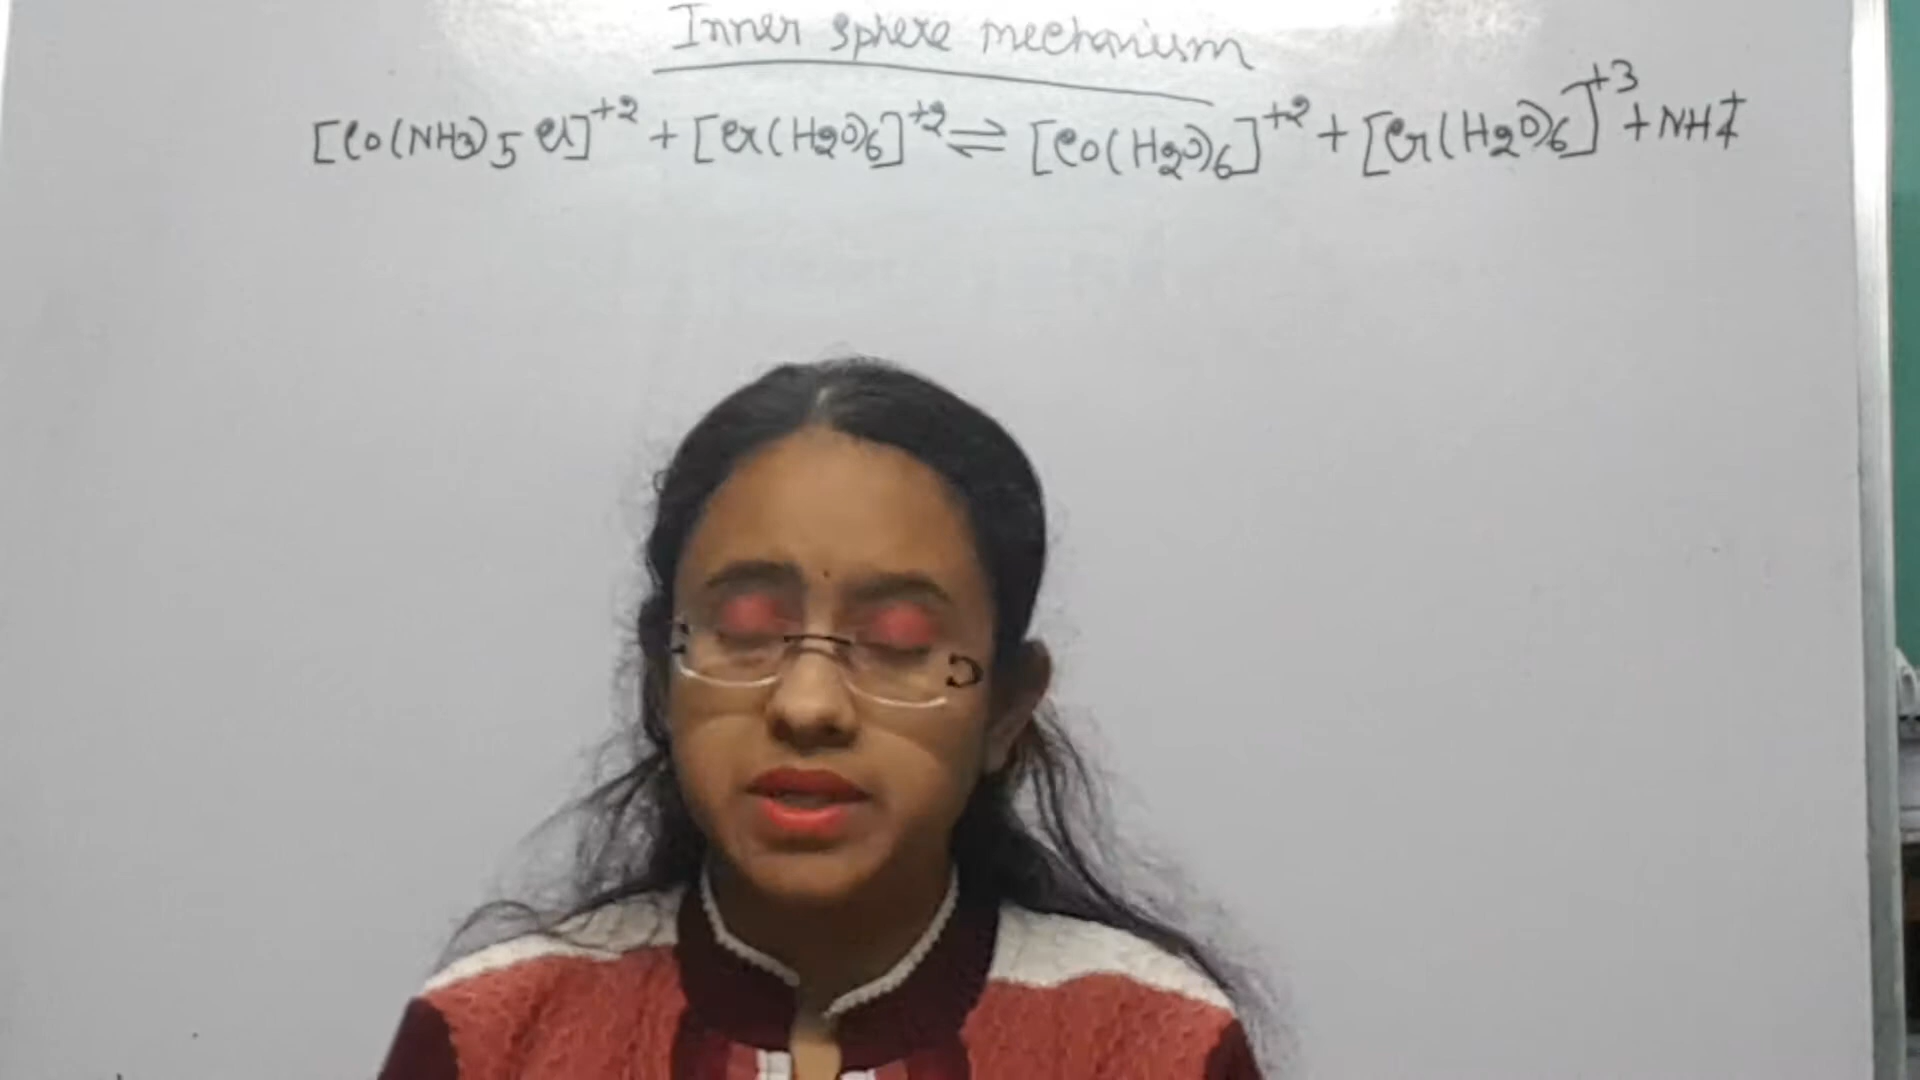 Inner sphere mechanism
[Co(NH3)5 Cl]+2 + [Cr(H2O)6]+2 ⇌ [Co(H2O)6]+2 + [Cr(H2O)6]+3 + NH4+